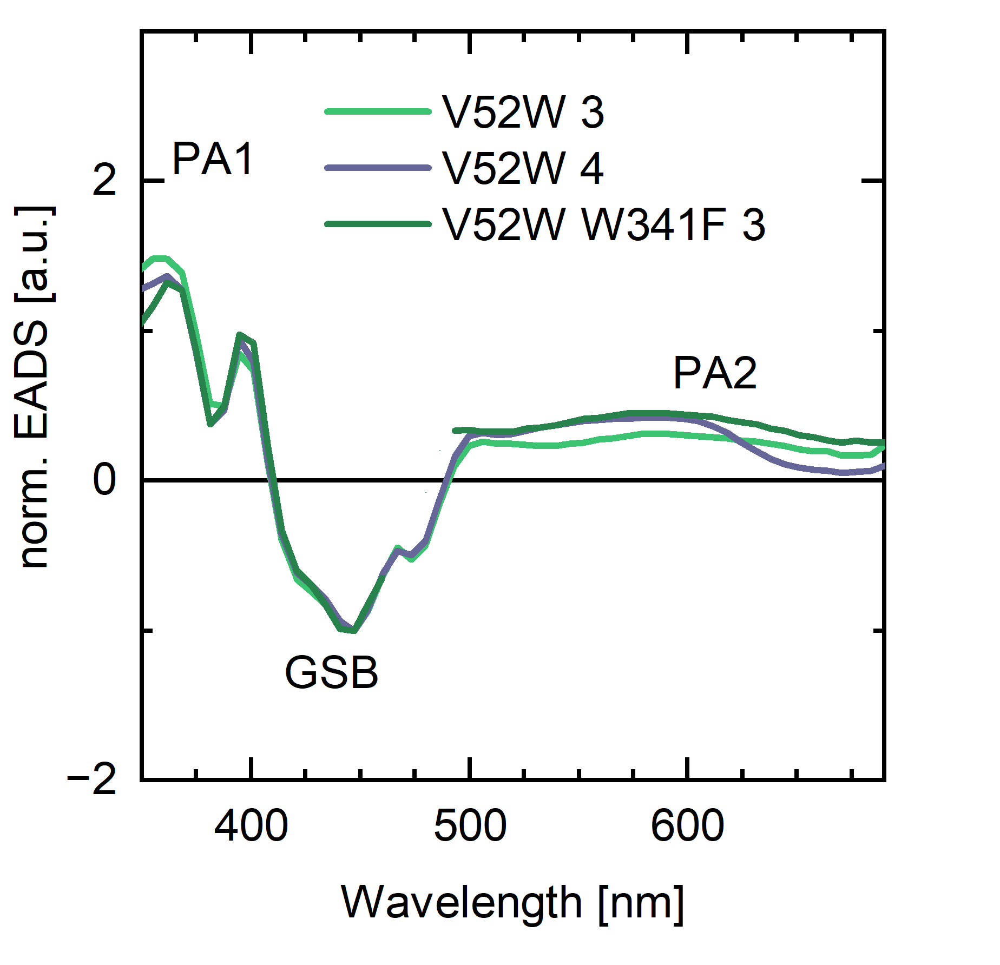 V52W 3
PA1
V52W 4
2
V52W W341F 3
norm. EADS [a.u.]
PA2
0
GSB
−2
400 500 600
Wavelength [nm]